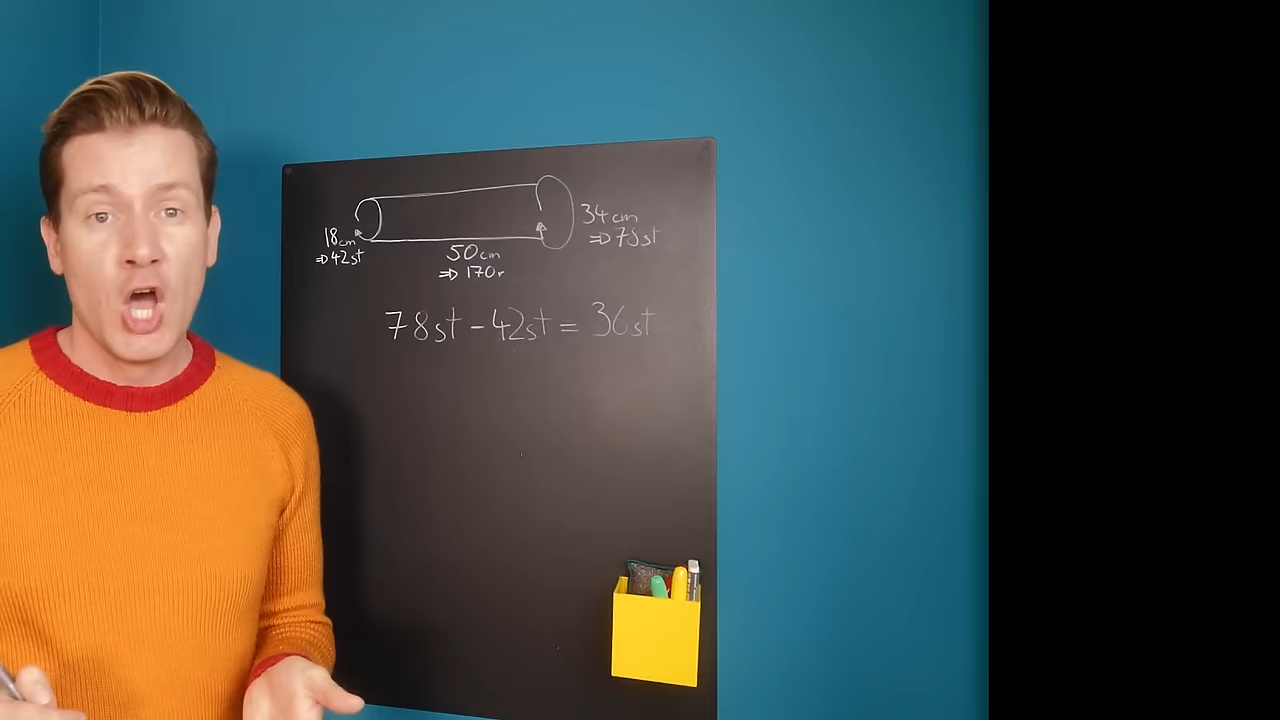 18cm
⇒42st
50cm
⇒170r
34cm
⇒78st
78st-42st=36st